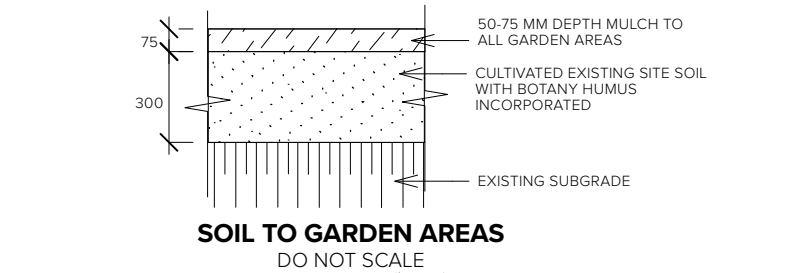 50-75 MM DEPTH MULCH TO
ALL GARDEN AREAS
75
CULTIVATED EXISTING SITE SOIL
WITH BOTANY HUMUS
INCORPORATED
300
EXISTING SUBGRADE
SOIL TO GARDEN AREAS
DO NOT SCALE